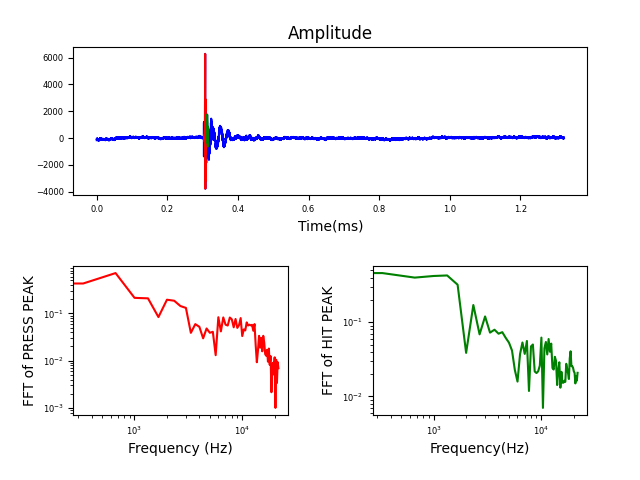 Amplitude
6000
4000
2000
0
−2000
−4000
0.0 0.2 0.4 0.6 0.8 1.0 1.2
Time(ms)
FFT of PRESS PEAK
10⁻¹
10⁻²
10⁻³
10³ 10⁴
Frequency (Hz)
FFT of HIT PEAK
10⁻¹
10⁻²
10³ 10⁴
Frequency(Hz)